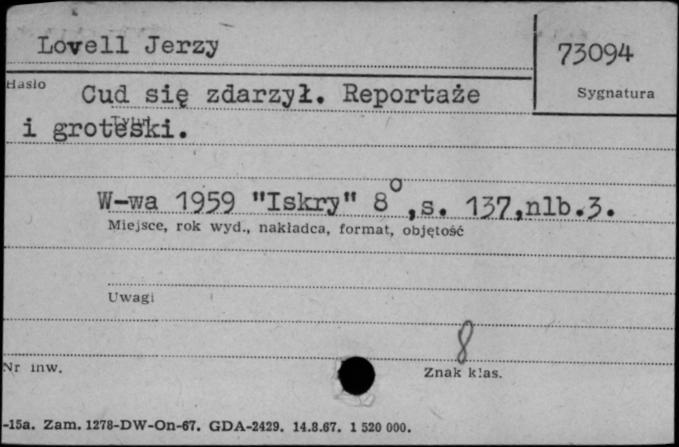 Lovell Jerzy
73094
Hasło
Sygnatura
Cud się zdarzył. Reportaże
i groteski.
Tytuł
W-wa 1959 "Iskry" 8°, s. 137, nlb.3.
Miejsce, rok wyd., nakładca, format, objętość
Uwagi
8
Nr inw.
Znak klas.
-15a. Zam. 1278-DW-On-67. GDA-2429. 14.8.67. 1 520 000.